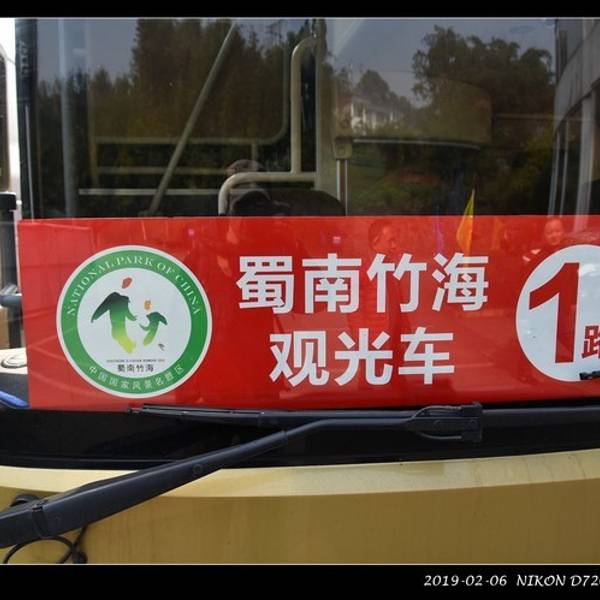 NATIONAL PARK OF CHINA
蜀南竹海
中国国家风景名胜区
蜀南竹海
观光车
1路
2019-02-06 NIKON D72